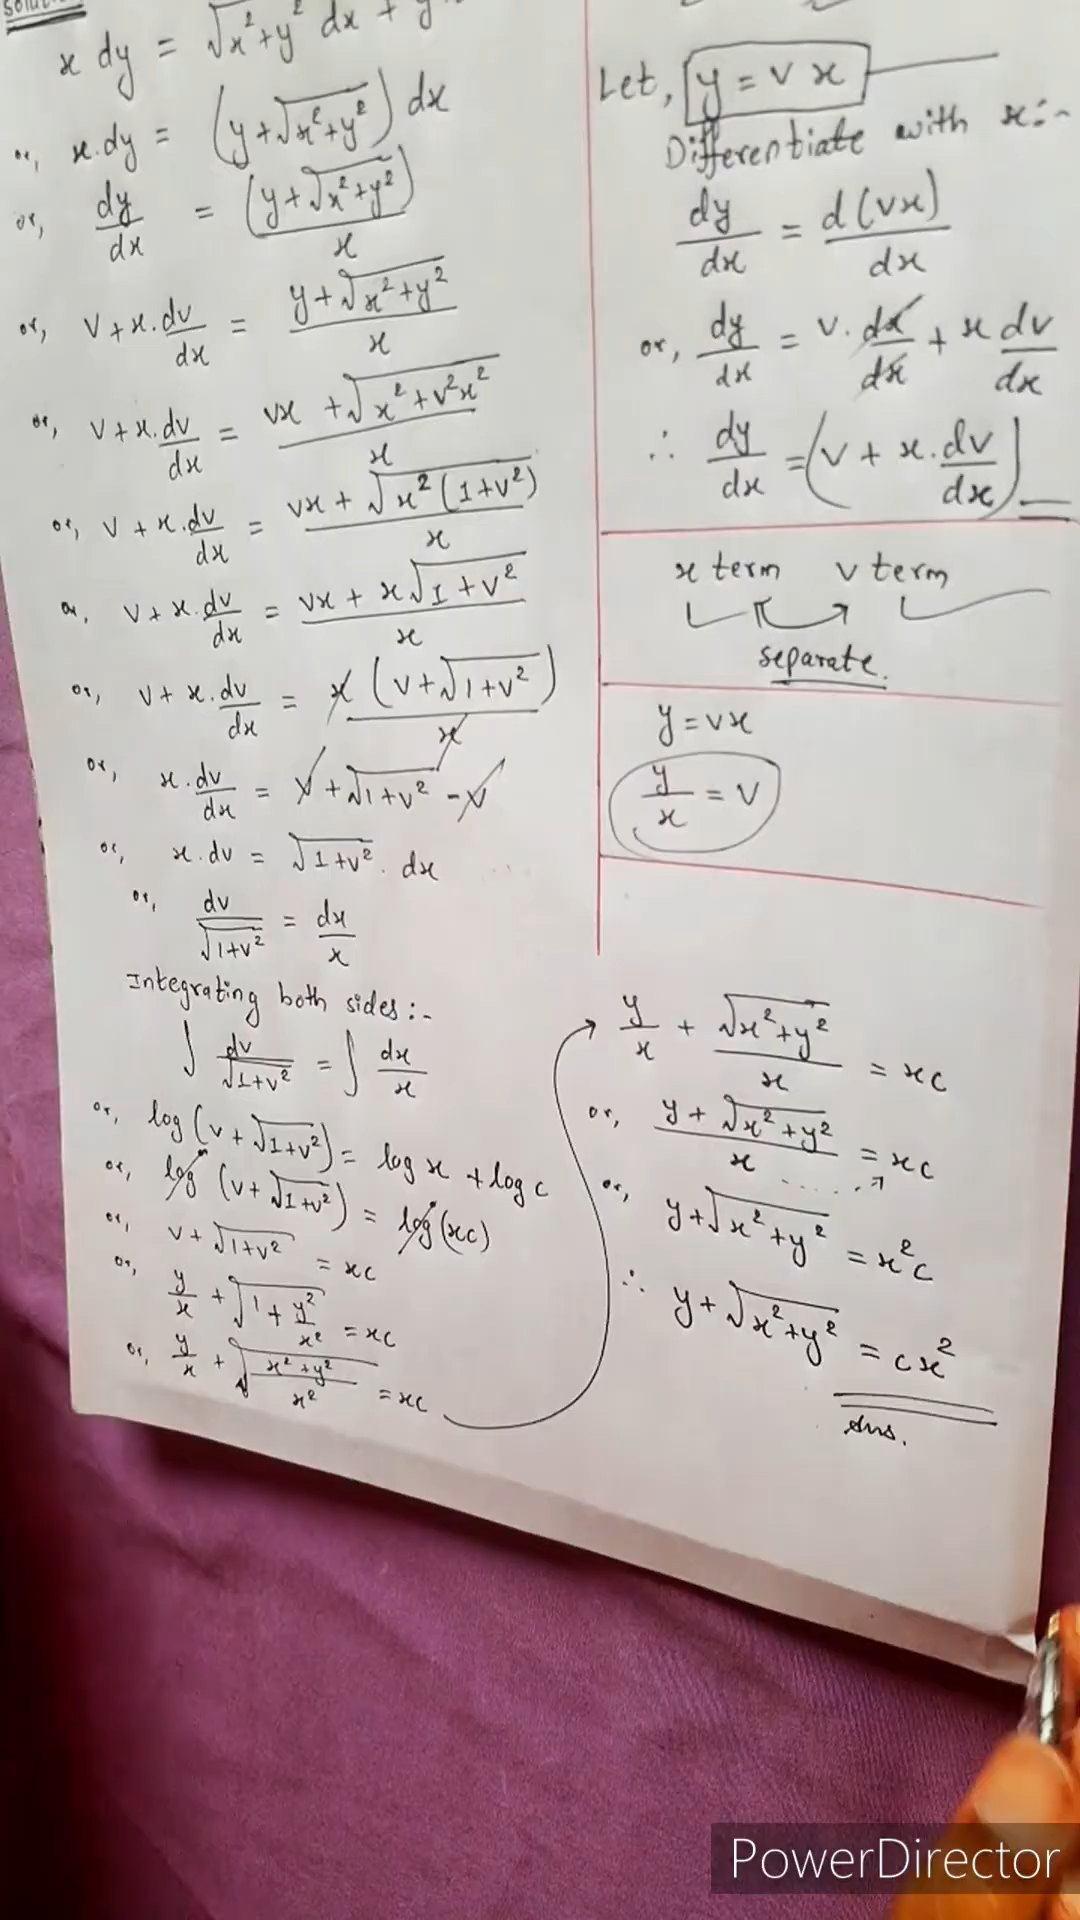 x dy = √x²+y² dx + y
or, x.dy = (y+√x²+y²) dx
or, dy/dx = (y+√x²+y²)/x
or, v+x.dv/dx = y+√x²+y²/x
or, v+x.dv/dx = vx+√x²+v²x²/x
or, v+x.dv/dx = vx+√x²(1+v²)/x
or, v+x.dv/dx = vx+x√1+v²/x
or, v+x.dv/dx = x(v+√1+v²)/x
or, x.dv/dx = v+√1+v² -v
or, x.dv = √1+v². dx
or, dv/√1+v² = dx/x
Integrating both sides:-
∫ dv/√1+v² = ∫ dx/x
or, log(v+√1+v²) = log x + log c
or, log (v+√1+v²) = log(xc)
or, v+√1+v² = xc
or, y/x + √1+y²/x² = xc
or, y/x + √x²+y²/x² = xc
Let, y = v x
Differentiate with x:-
dy/dx = d(vx)/dx
or, dy/dx = v.dx/dx + x dv/dx
∴ dy/dx = (v + x.dv/dx)
x term v term
separate.
y = vx
y/x = v
y/x + √x²+y²/x = xc
or, y+√x²+y²/x = xc
or, y+√x²+y² = x²c
∴ y+√x²+y² = cx²
Ans.
PowerDirector